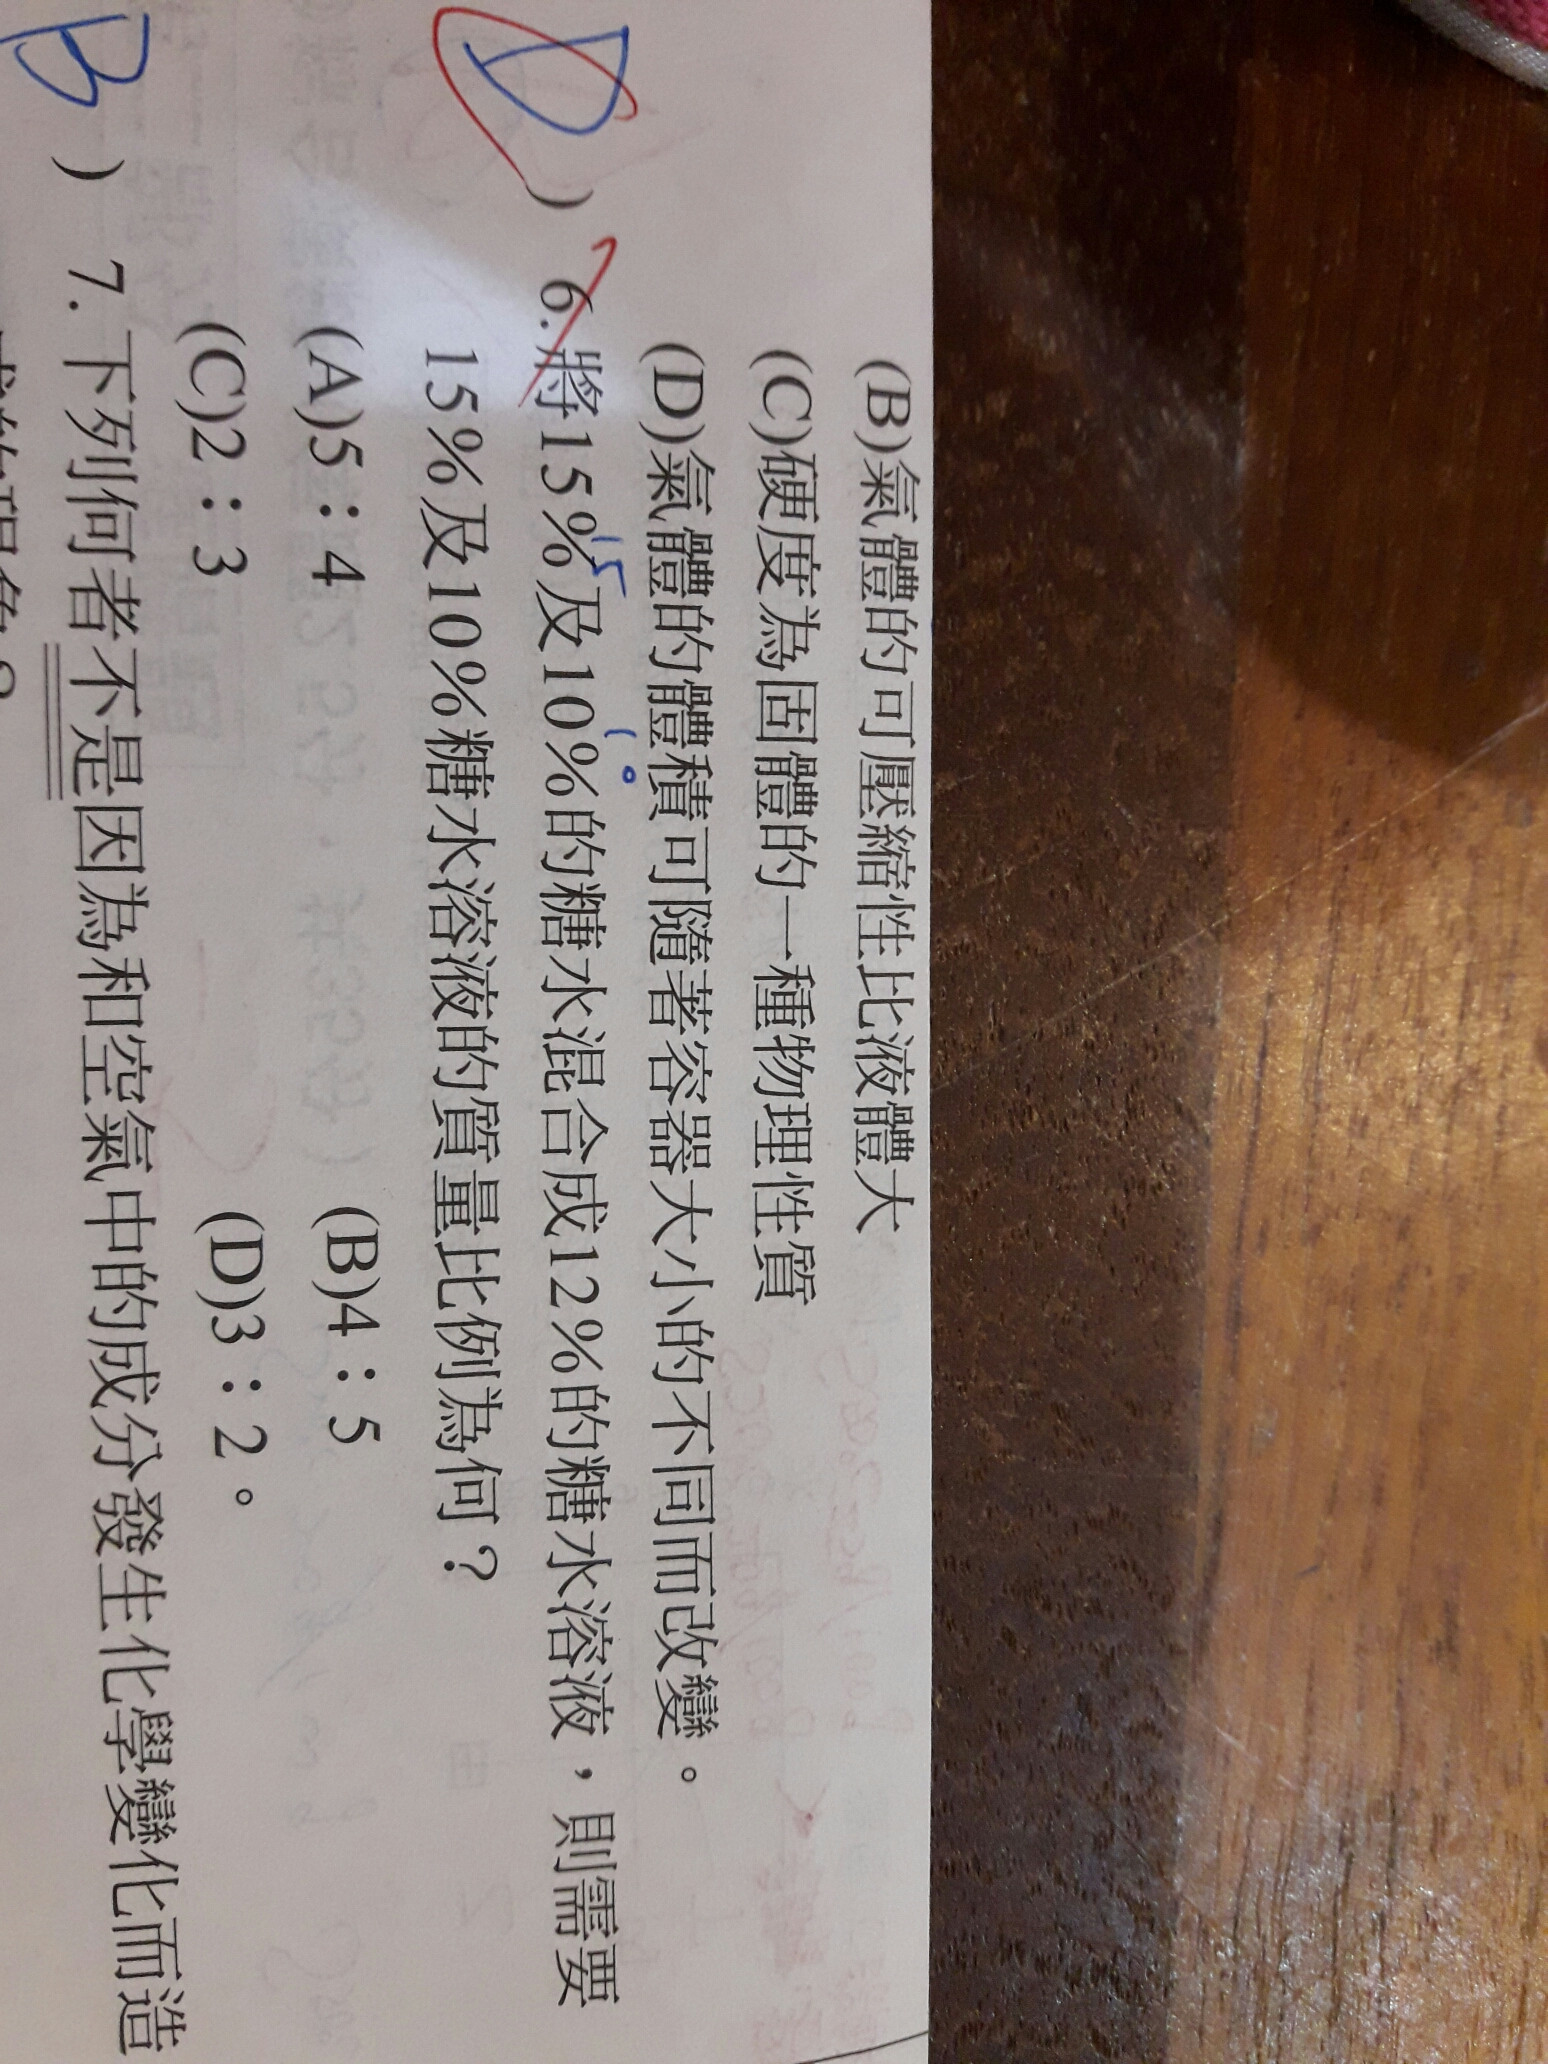 (B)氣體的可壓縮性比液體大
(C)硬度為固體的一種物理性質
(D)氣體的體積可隨著容器大小的不同而改變。
D ) 6.將15%及10%的糖水混合成12%的糖水溶液,則需要
15 10
15%及10%糖水溶液的質量比例為何?
(A)5:4 (B)4:5
(C)2:3 (D)3:2。
B ) 7.下列何者不是因為和空氣中的成分發生化學變化而造